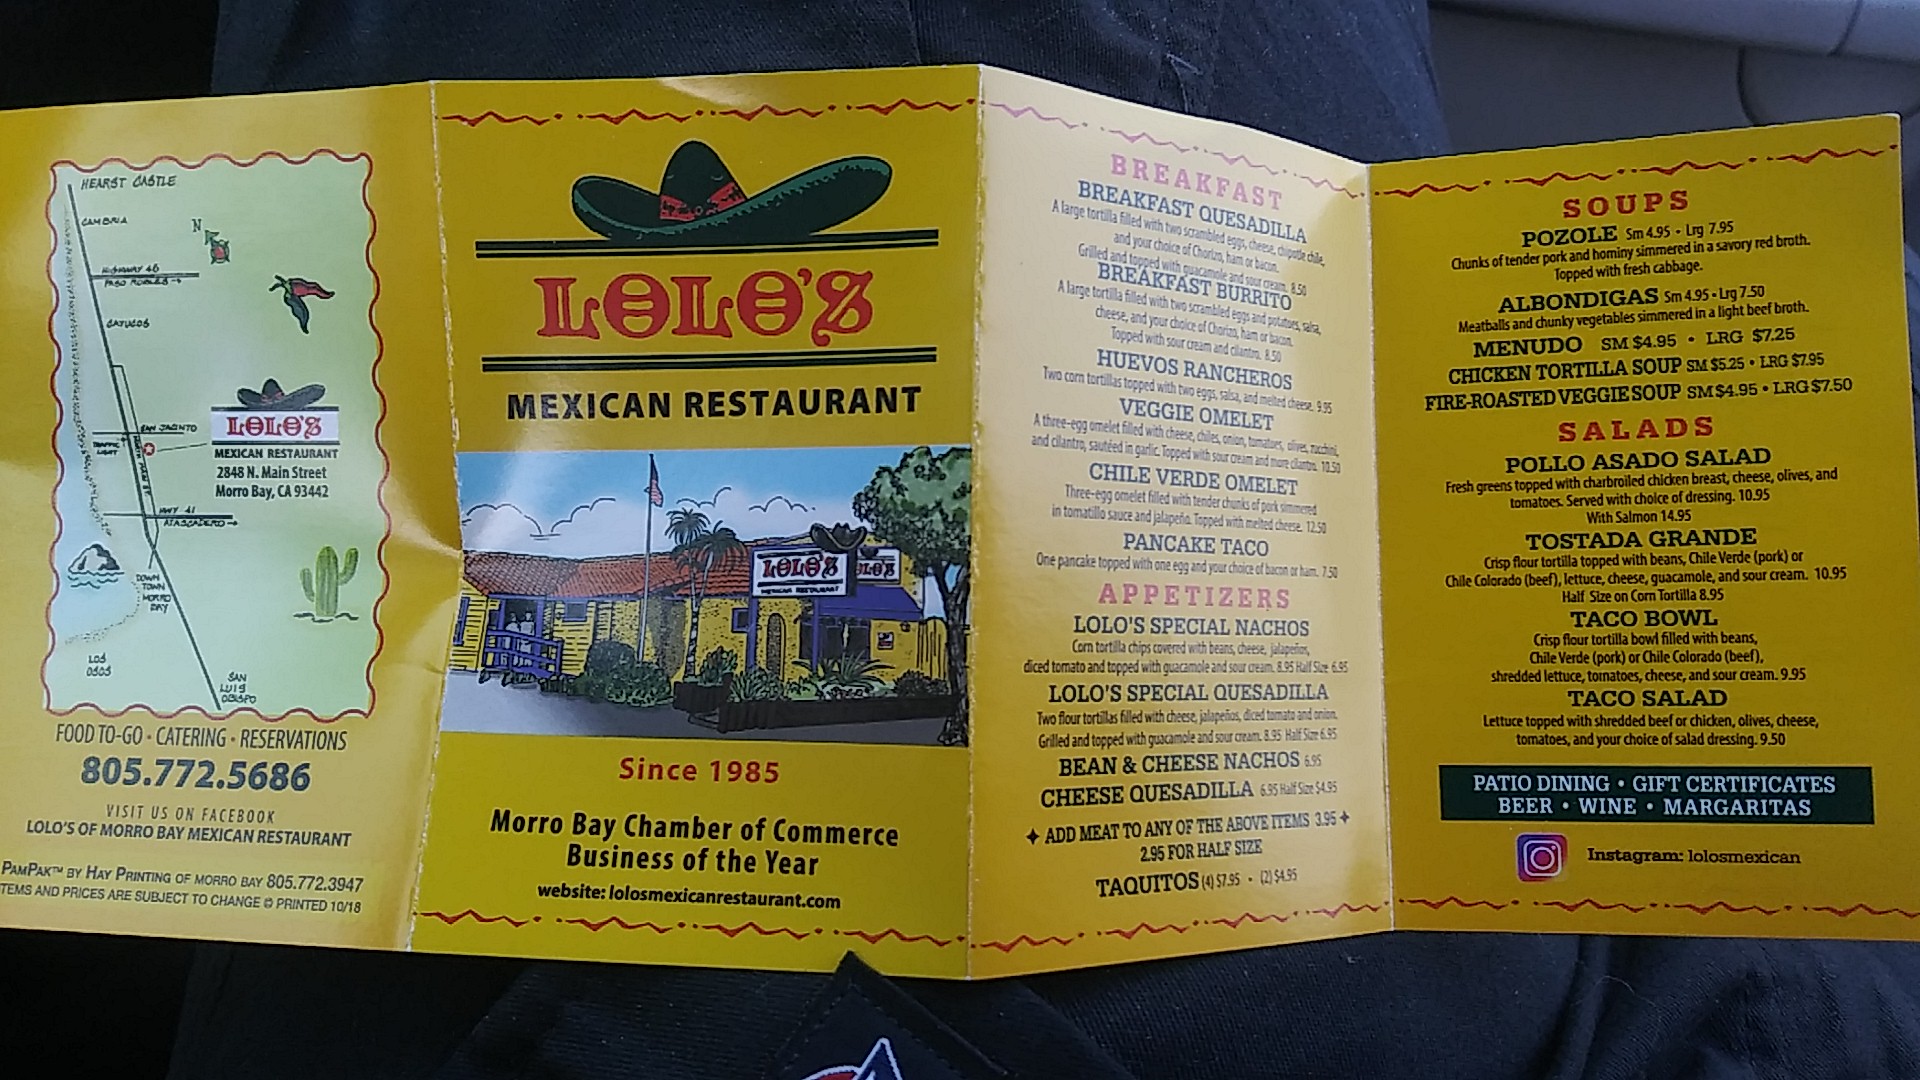 HEARST CASTLE
CAMBRIA
N
HIGHWAY 46
PASO ROBLES →
CAYUCOS
LOLO'S
SAN JACINTO
TRAFFIC
LIGHT
MEXICAN RESTAURANT
2848 N. Main Street
Morro Bay, CA 93442
HWY 41
ATASCADERO →
DOWN
TOWN
MORRO
BAY
LOS
OSOS
SAN
LUIS
OBISPO
FOOD TO-GO • CATERING • RESERVATIONS
805.772.5686
VISIT US ON FACEBOOK
LOLO'S OF MORRO BAY MEXICAN RESTAURANT
PAMPAK™ BY HAY PRINTING OF MORRO BAY 805.772.3947
TEMS AND PRICES ARE SUBJECT TO CHANGE © PRINTED 10/18
LOLO'S
MEXICAN RESTAURANT
LOLO'S
MEXICAN RESTAURANT
LOLO'S
Since 1985
Morro Bay Chamber of Commerce
Business of the Year
website: lolosmexicanrestaurant.com
BREAKFAST
BREAKFAST QUESADILLA
A large tortilla filled with two scrambled eggs, cheese, chipotle chile,
and your choice of Chorizo, ham or bacon.
Grilled and topped with guacamole and sour cream. 8.50
BREAKFAST BURRITO
A large tortilla filled with two scrambled eggs and potatoes, salsa,
cheese, and your choice of Chorizo, ham or bacon.
Topped with sour cream and cilantro. 8.50
HUEVOS RANCHEROS
Two corn tortillas topped with two eggs, salsa, and melted cheese. 9.95
VEGGIE OMELET
A three-egg omelet filled with cheese, chiles, onion, tomatoes, olives, zucchini,
and cilantro, sautéed in garlic. Topped with sour cream and more cilantro. 10.50
CHILE VERDE OMELET
Three-egg omelet filled with tender chunks of pork simmered
in tomatillo sauce and jalapeño. Topped with melted cheese. 12.50
PANCAKE TACO
One pancake topped with one egg and your choice of bacon or ham. 7.50
APPETIZERS
LOLO'S SPECIAL NACHOS
Corn tortilla chips covered with beans, cheese, jalapeños,
diced tomato and topped with guacamole and sour cream. 8.95 Half Size 6.95
LOLO'S SPECIAL QUESADILLA
Two flour tortillas filled with cheese, jalapeños, diced tomato and onion.
Grilled and topped with guacamole and sour cream. 8.95 Half Size 6.95
BEAN & CHEESE NACHOS 6.95
CHEESE QUESADILLA 6.95 Half Size $4.95
✦ ADD MEAT TO ANY OF THE ABOVE ITEMS 3.95 ✦
2.95 FOR HALF SIZE
TAQUITOS (4) $7.95 • (2) $4.95
SOUPS
POZOLE Sm 4.95 • Lrg 7.95
Chunks of tender pork and hominy simmered in a savory red broth.
Topped with fresh cabbage.
ALBONDIGAS Sm 4.95 • Lrg 7.50
Meatballs and chunky vegetables simmered in a light beef broth.
MENUDO SM $4.95 • LRG $7.25
CHICKEN TORTILLA SOUP SM $5.25 • LRG $7.95
FIRE-ROASTED VEGGIE SOUP SM $4.95 • LRG $7.50
SALADS
POLLO ASADO SALAD
Fresh greens topped with charbroiled chicken breast, cheese, olives, and
tomatoes. Served with choice of dressing. 10.95
With Salmon 14.95
TOSTADA GRANDE
Crisp flour tortilla topped with beans, Chile Verde (pork) or
Chile Colorado (beef), lettuce, cheese, guacamole, and sour cream. 10.95
Half Size on Corn Tortilla 8.95
TACO BOWL
Crisp flour tortilla bowl filled with beans,
Chile Verde (pork) or Chile Colorado (beef),
shredded lettuce, tomatoes, cheese, and sour cream. 9.95
TACO SALAD
Lettuce topped with shredded beef or chicken, olives, cheese,
tomatoes, and your choice of salad dressing. 9.50
PATIO DINING • GIFT CERTIFICATES
BEER • WINE • MARGARITAS
Instagram: lolosmexican